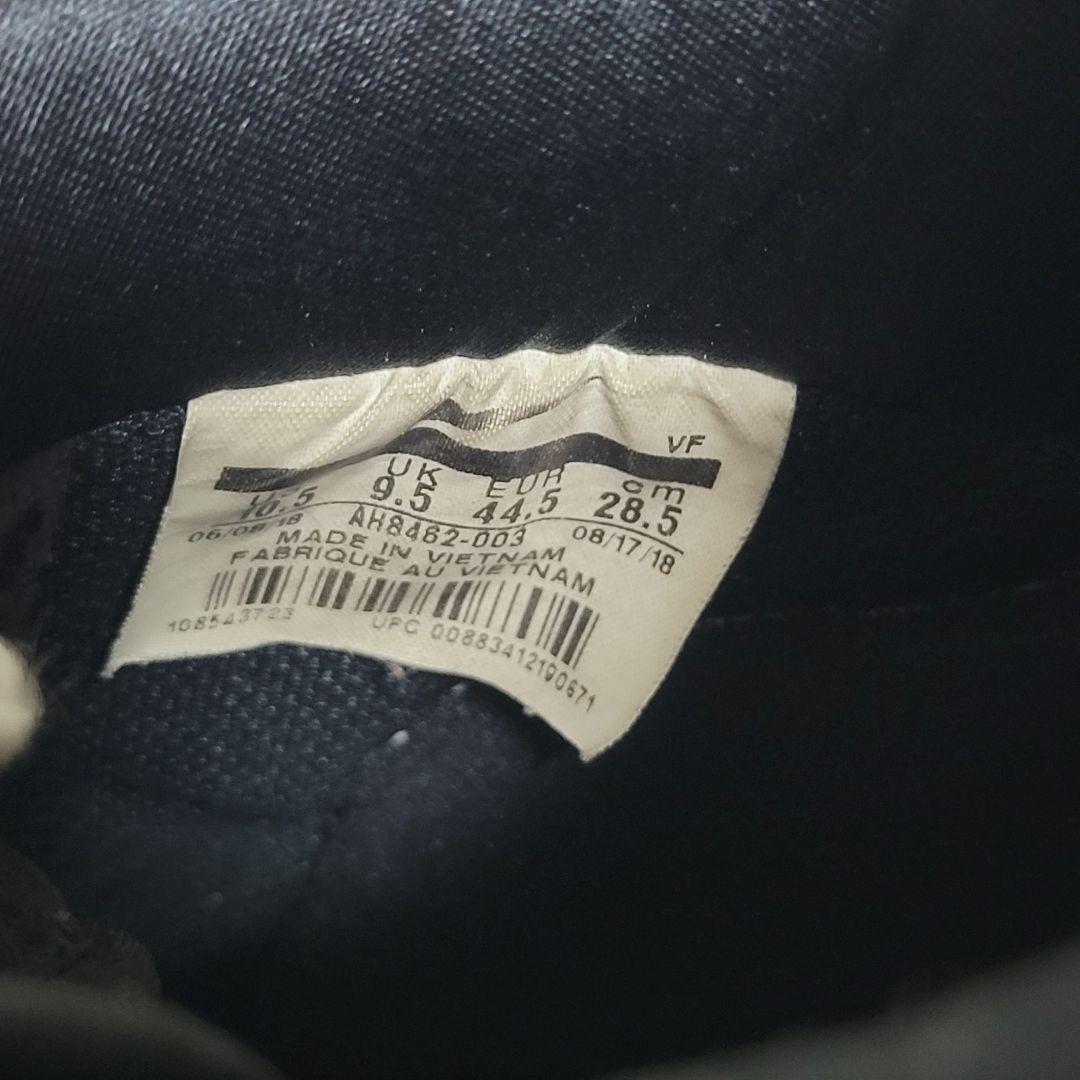 VF
US UK EUR cm
10.5 9.5 44.5 28.5
06/08/18 AH8462-003 08/17/18
MADE IN VIETNAM
FABRIQUE AU VIETNAM
108543723 UPC 00883412190671